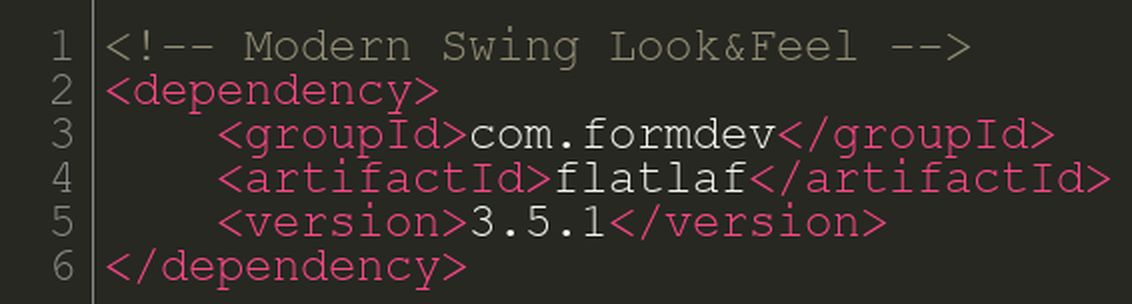 1 <!-- Modern Swing Look&Feel -->
2 <dependency>
3     <groupId>com.formdev</groupId>
4     <artifactId>flatlaf</artifactId>
5     <version>3.5.1</version>
6 </dependency>